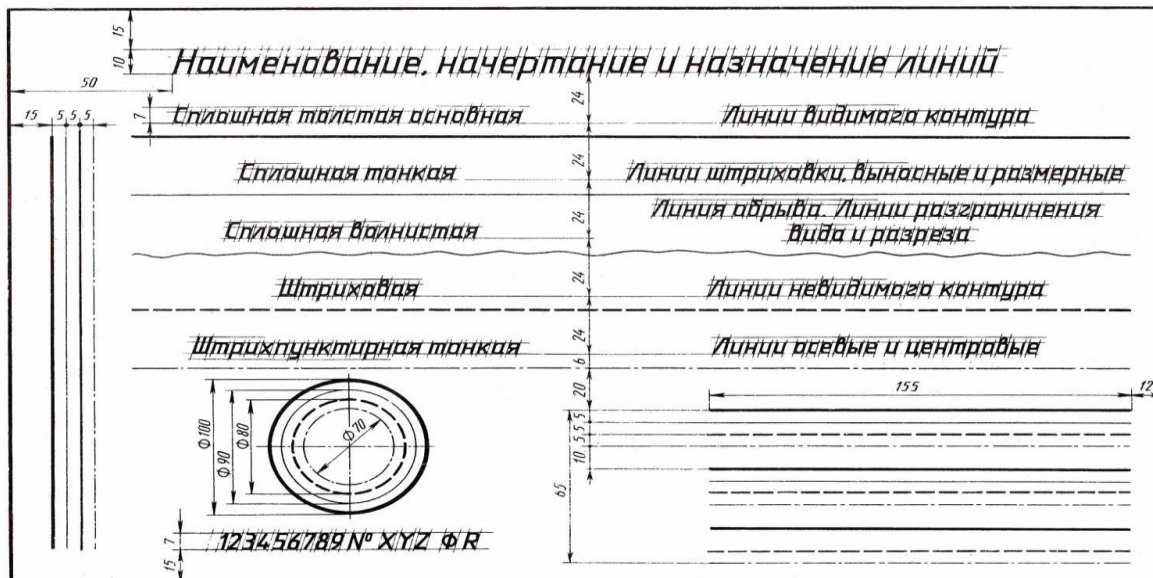 15
10
Наименование, начертание и назначение линий
50
15 5 5 5
7
24
Сплошная толстая основная
Линии видимого контура
24
Сплошная тонкая
Линии штриховки, выносные и размерные
24
Сплошная волнистая
Линия обрыва. Линии разграничения
вида и разреза
24
Штриховая
Линии невидимого контура
24
Штрихпунктирная тонкая
Линии осевые и центровые
6
20
155
12
Ф100
Ф90
Ф80
Ф70
5
5
5
10
65
7
15
123456789 № XYZ Ф R